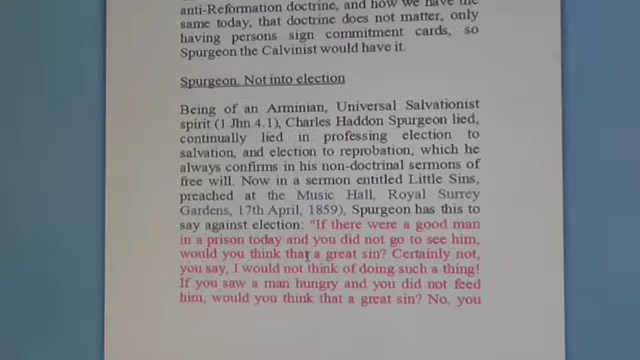 anti-Reformation doctrine, and how we have the
same today, that doctrine does not matter, only
having persons sign commitment cards, so
Spurgeon the Calvinist would have it.
Spurgeon, Not into election
Being of an Arminian, Universal Salvationist
spirit (1 Jhn.4.1), Charles Haddon Spurgeon lied,
continually lied in professing election to
salvation, and election to reprobation, which he
always confirms in his non-doctrinal sermons of
free will. Now in a sermon entitled Little Sins,
preached at the Music Hall, Royal Surrey
Gardens, 17th April, 1859), Spurgeon has this to
say against election: "If there were a good man
in a prison today and you did not go to see him,
would you think that a great sin? Certainly not,
you say, I would not think of doing such a thing!
If you saw a man hungry and you did not feed
him, would you think that a great sin? No, you